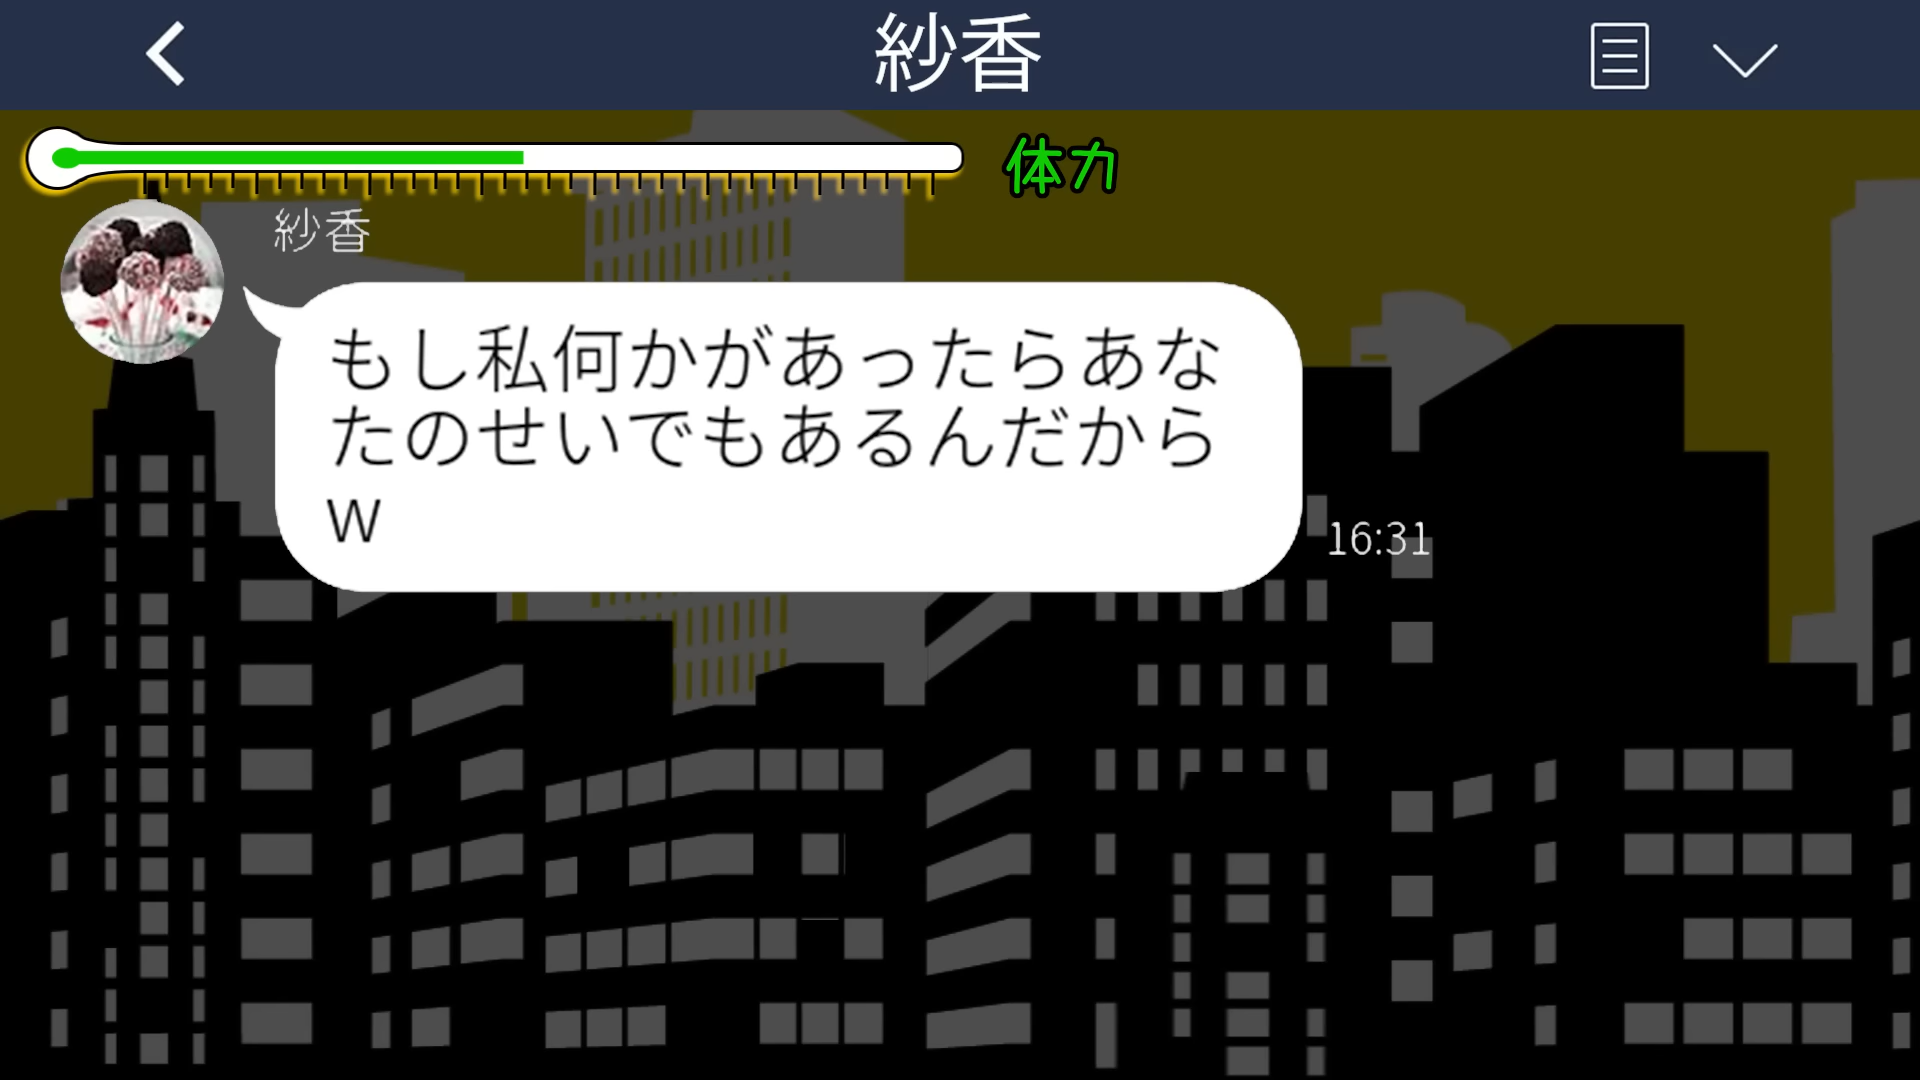 紗香
体力
紗香
もし私何かがあったらあな
たのせいでもあるんだから
w
16:31